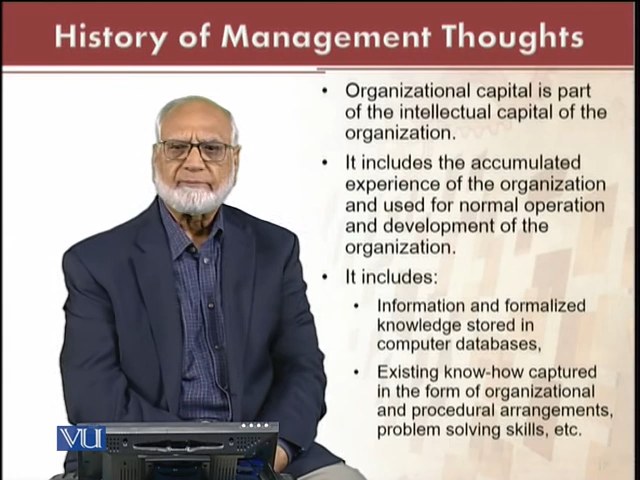 History of Management Thoughts
• Organizational capital is part
of the intellectual capital of the
organization.
• It includes the accumulated
experience of the organization
and used for normal operation
and development of the
organization.
• It includes:
• Information and formalized
knowledge stored in
computer databases,
• Existing know-how captured
in the form of organizational
and procedural arrangements,
problem solving skills, etc.
VU